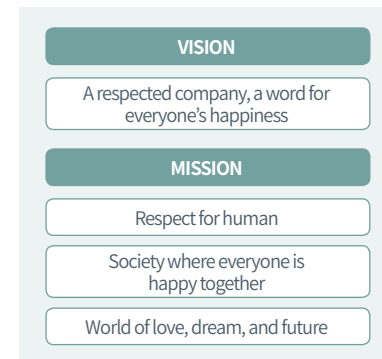 VISION
A respected company, a word for
everyone's happiness
MISSION
Respect for human
Society where everyone is
happy together
World of love, dream, and future